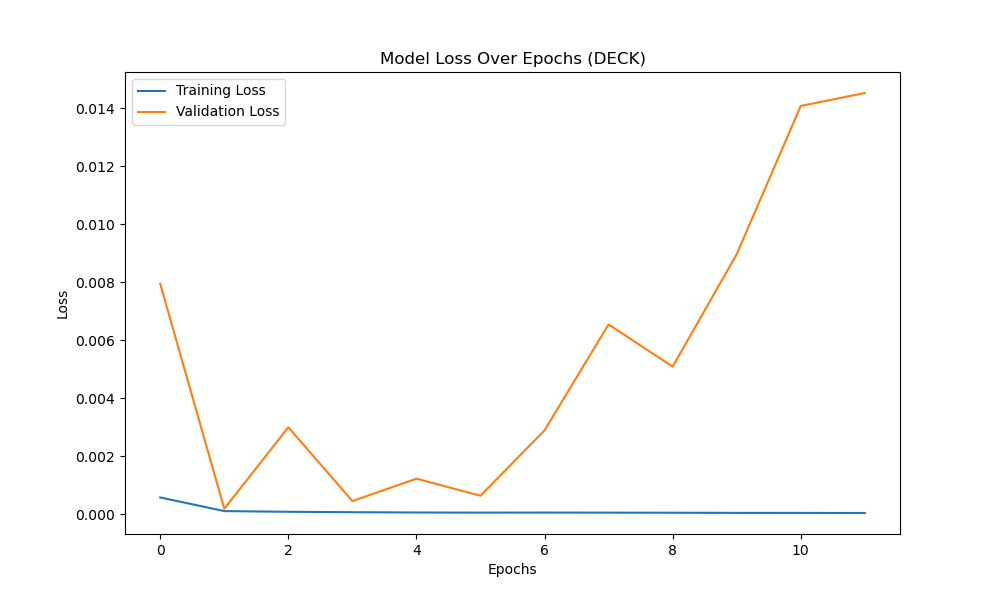 Model Loss Over Epochs (DECK)
Training Loss
Validation Loss
0.014
0.012
0.010
0.008
0.006
0.004
0.002
0.000
Loss
0 2 4 6 8 10
Epochs